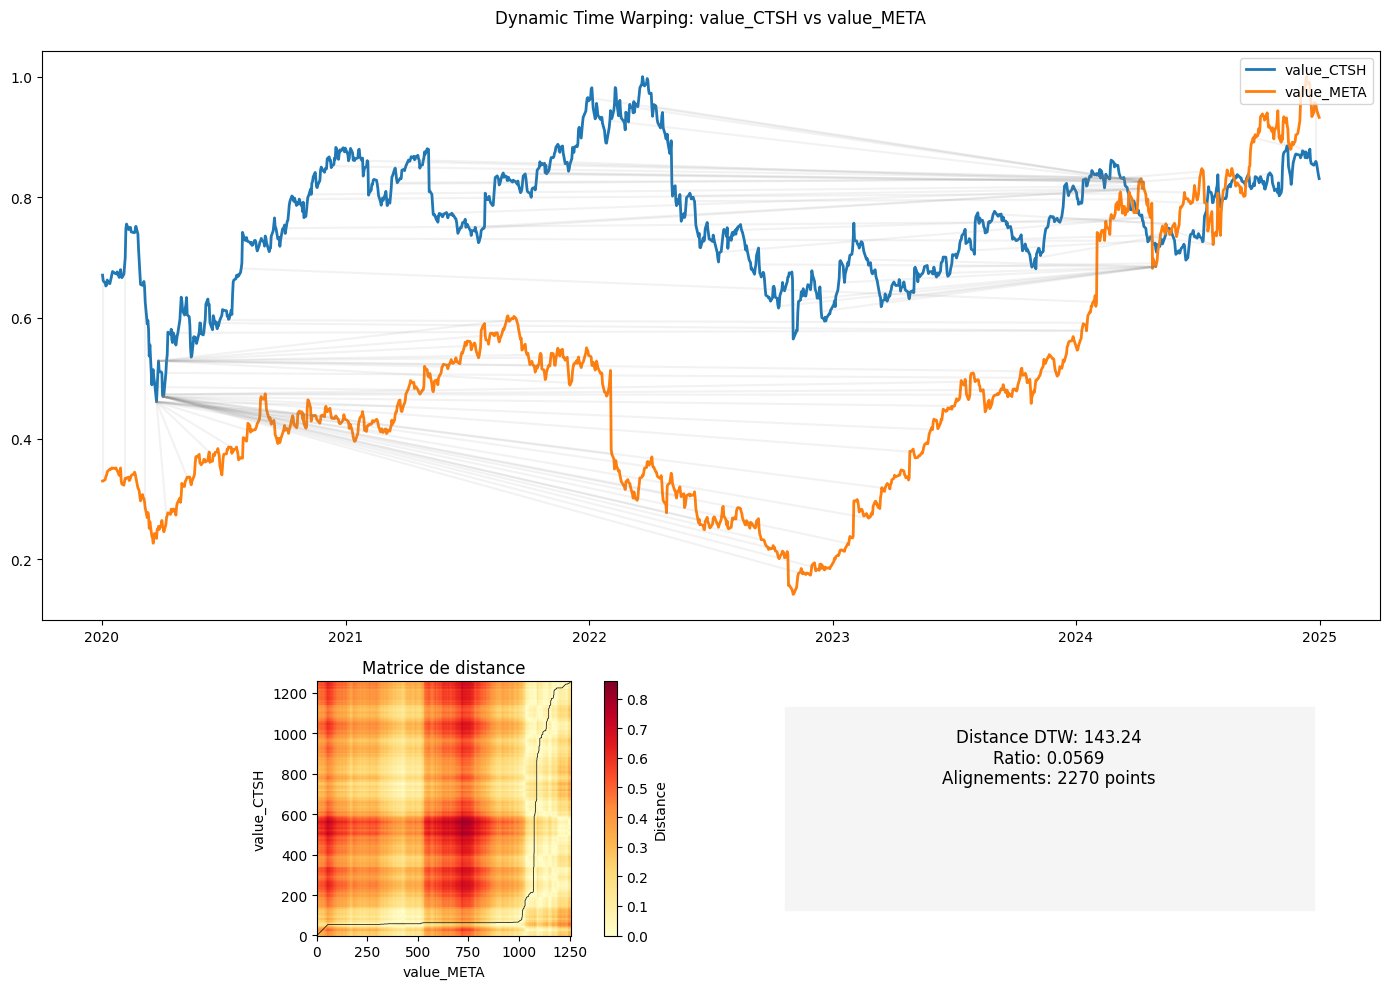 Dynamic Time Warping: value_CTSH vs value_META
value_CTSH
value_META
1.0
0.8
0.6
0.4
0.2
2020 2021 2022 2023 2024 2025
Matrice de distance
value_CTSH
1200
1000
800
600
400
200
0
0 250 500 750 1000 1250
value_META
0.8
0.7
0.6
0.5
0.4
0.3
0.2
0.1
0.0
Distance
Distance DTW: 143.24
Ratio: 0.0569
Alignements: 2270 points